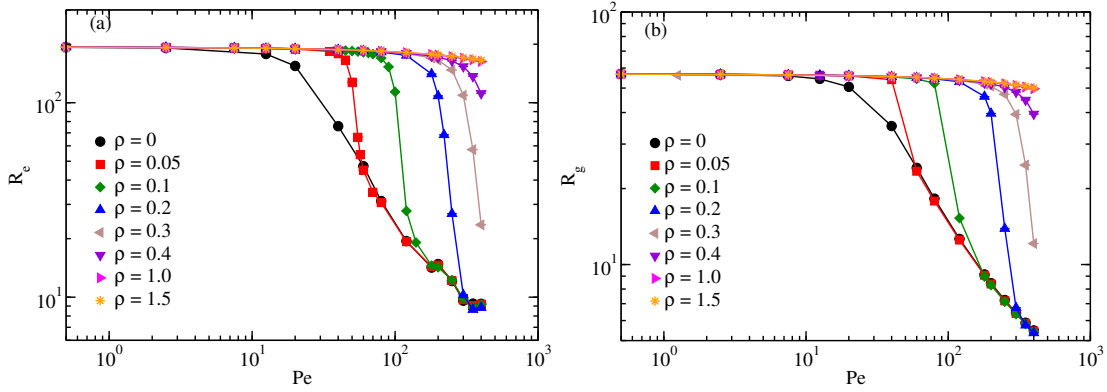 (a)
R_e
10^2
10^1
ρ = 0
ρ = 0.05
ρ = 0.1
ρ = 0.2
ρ = 0.3
ρ = 0.4
ρ = 1.0
ρ = 1.5
10^0 10^1 10^2 10^3
Pe
(b)
R_g
10^2
10^1
ρ = 0
ρ = 0.05
ρ = 0.1
ρ = 0.2
ρ = 0.3
ρ = 0.4
ρ = 1.0
ρ = 1.5
10^0 10^1 10^2 10^3
Pe